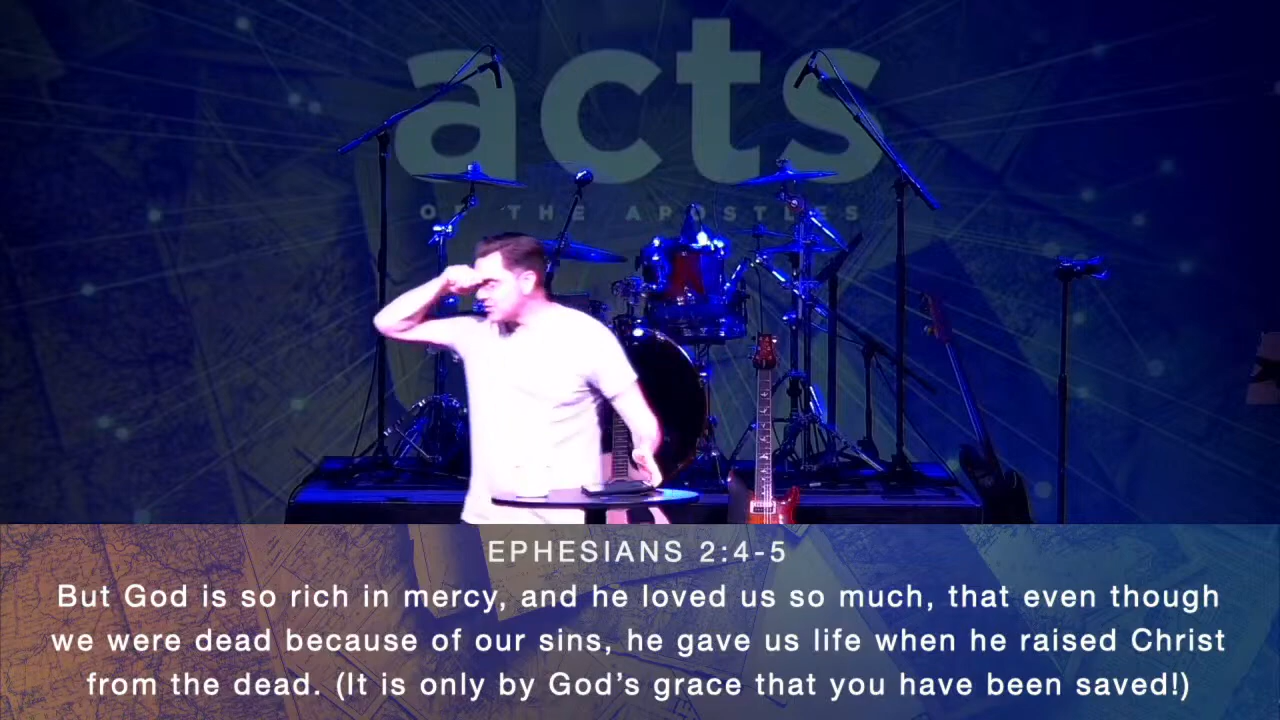 acts
OF THE APOSTLES
EPHESIANS 2:4-5
But God is so rich in mercy, and he loved us so much, that even though
we were dead because of our sins, he gave us life when he raised Christ
from the dead. (It is only by God’s grace that you have been saved!)